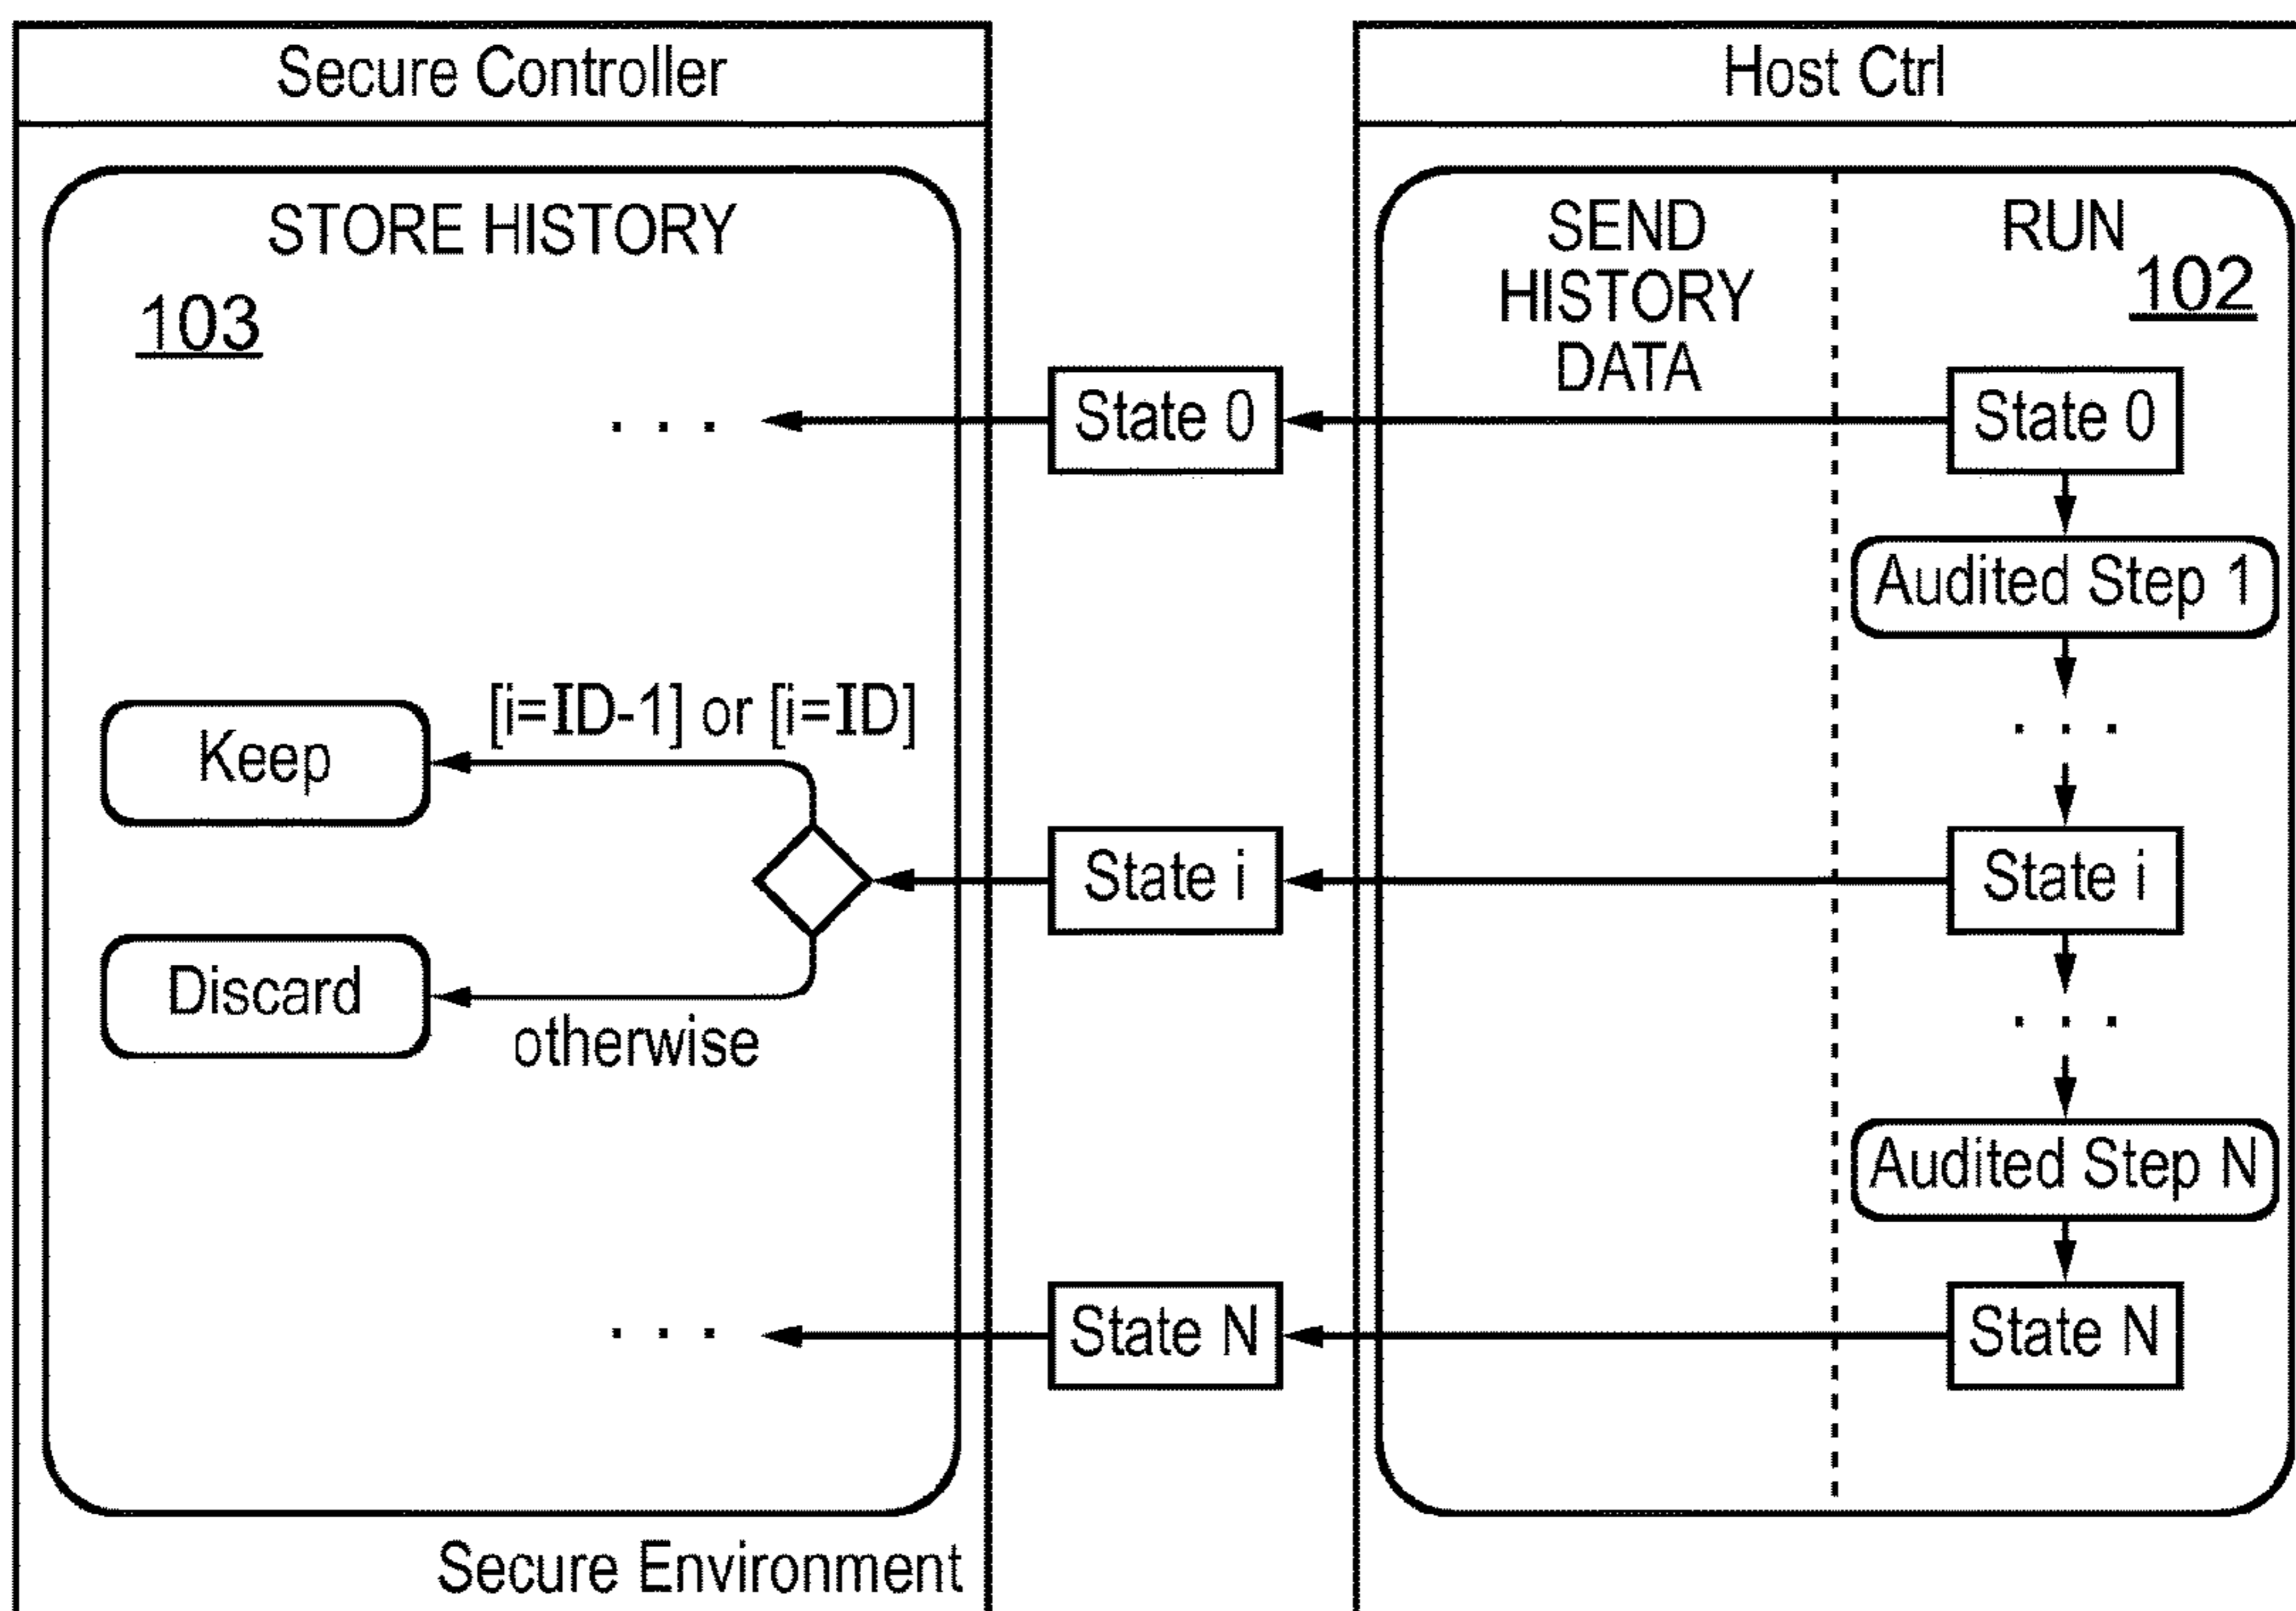 Secure Controller
Host Ctrl
STORE HISTORY
103
SEND
HISTORY
DATA
RUN
102
State 0
State 0
Audited Step 1
. . .
[i=ID-1] or [i=ID]
Keep
. . .
State i
State i
Discard
otherwise
. . .
Audited Step N
. . .
State N
State N
Secure Environment